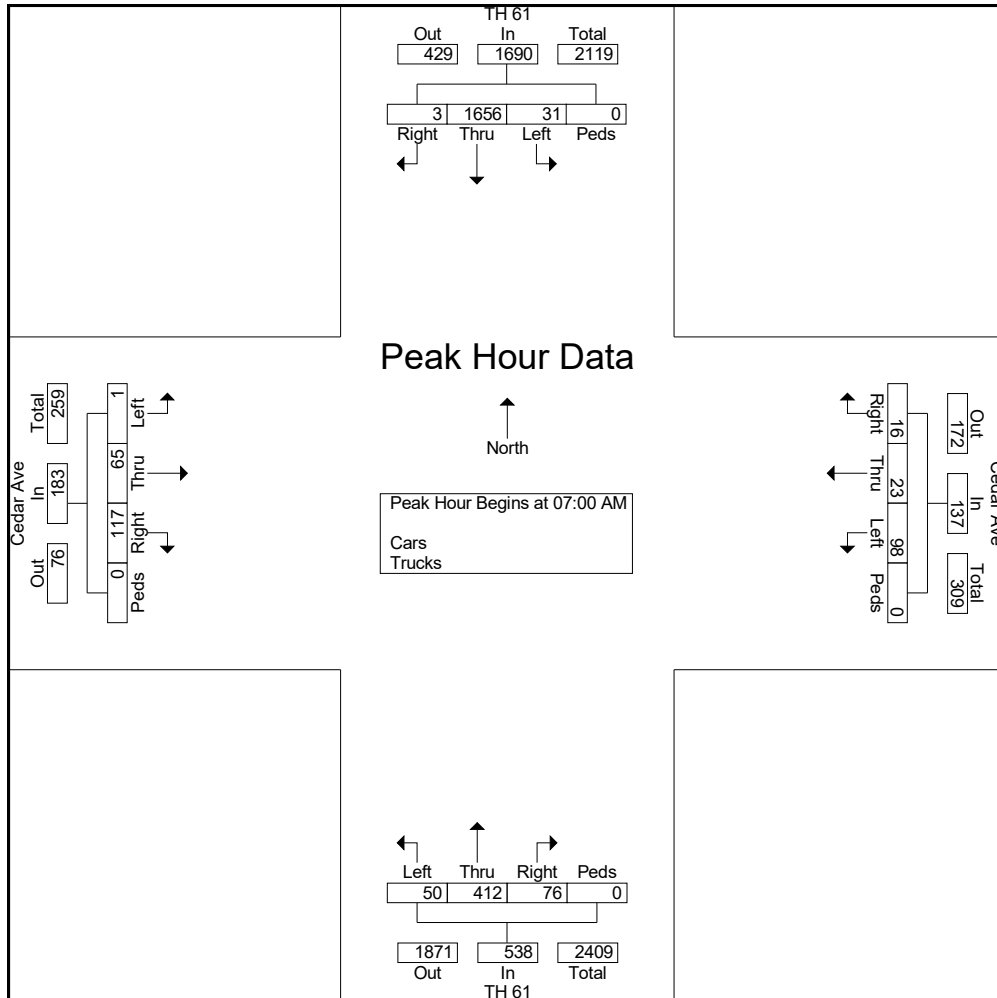 TH 61
Out In Total
429 1690 2119
3 1656 31 0
Right Thru Left Peds
Peak Hour Data
North
Peak Hour Begins at 07:00 AM
Cars
Trucks
Cedar Ave
Total In Out
259 183 76
1 65 117 0
Left Thru Right Peds
Right Thru Left Peds
16 23 98 0
Out In Total
172 137 309
Cedar Ave
Left Thru Right Peds
50 412 76 0
1871 538 2409
Out In Total
TH 61